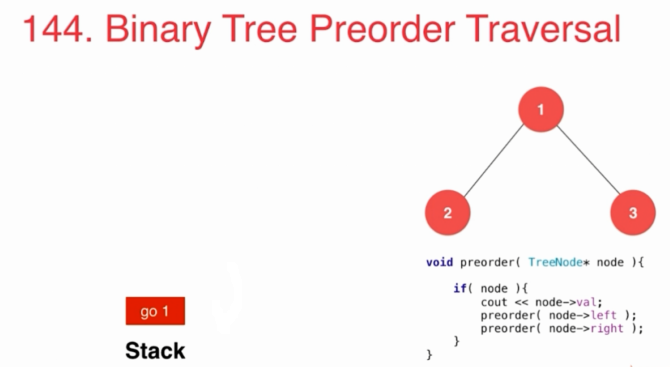 144. Binary Tree Preorder Traversal
1
2
3
void preorder( TreeNode* node ){
if( node ){
cout << node->val;
preorder( node->left );
preorder( node->right );
}
}
go 1
Stack